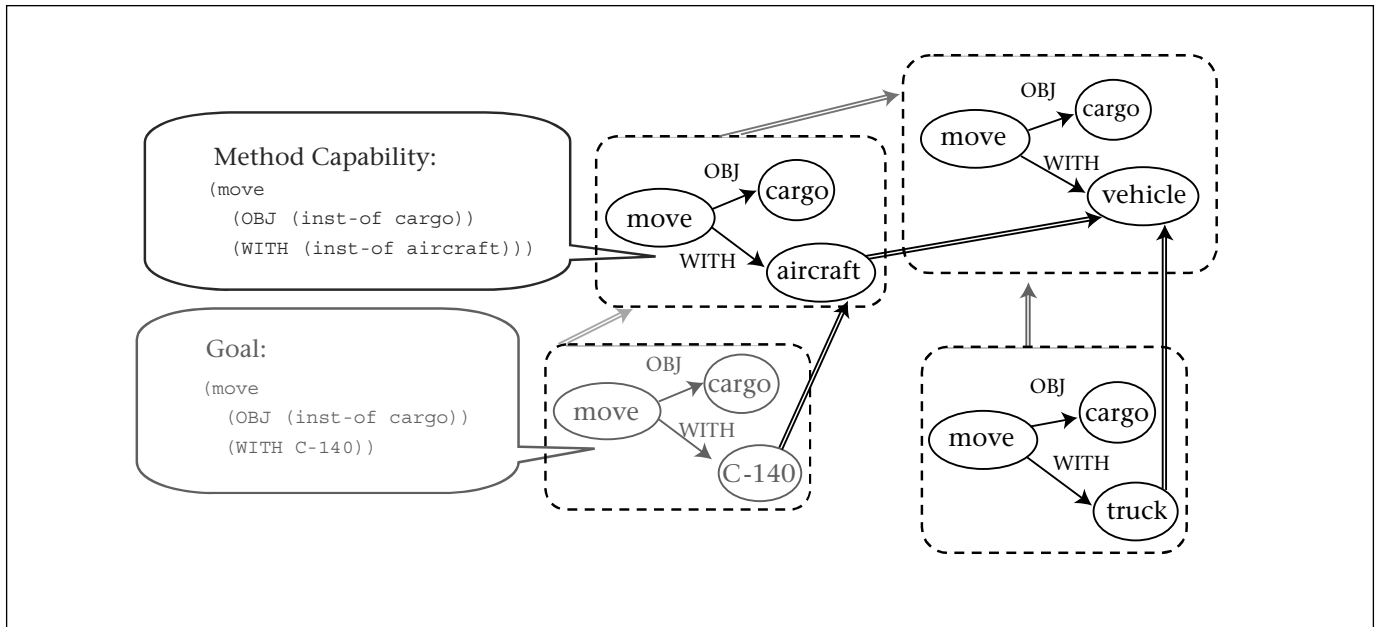 Method Capability:
(move
(OBJ (inst-of cargo))
(WITH (inst-of aircraft)))
Goal:
(move
(OBJ (inst-of cargo))
(WITH C-140))
OBJ
cargo
move
WITH
aircraft
OBJ
cargo
move
WITH
vehicle
OBJ
cargo
move
WITH
C-140
OBJ
cargo
move
WITH
truck